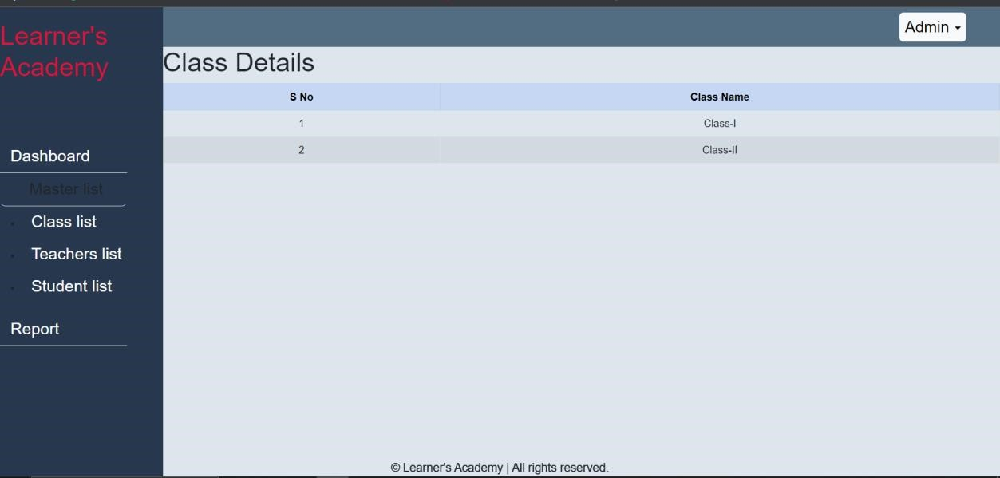 Learner's
Academy
Admin
Class Details
S No Class Name
1 Class-I
2 Class-II
Dashboard
Master list
Class list
Teachers list
Student list
Report
© Learner's Academy | All rights reserved.